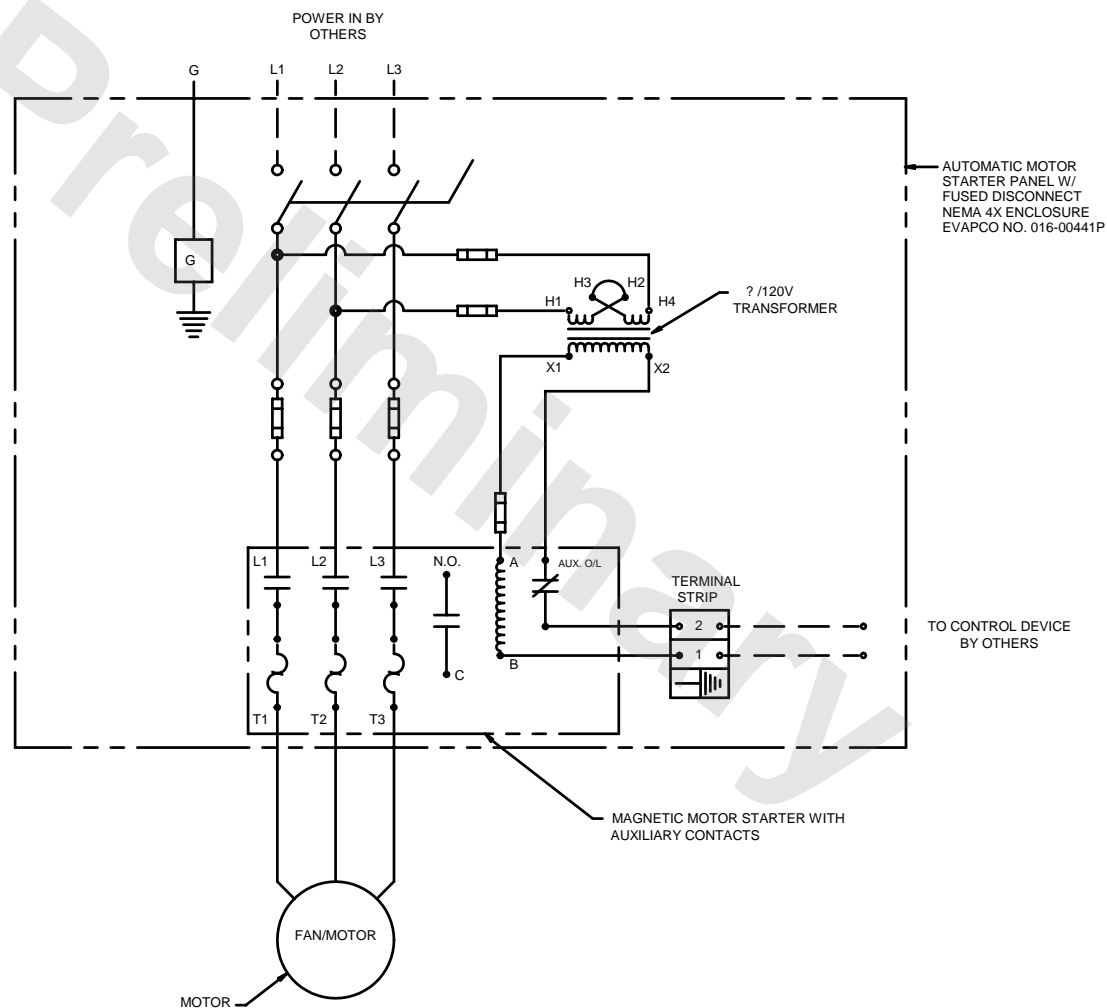 POWER IN BY
OTHERS
G
L1
L2
L3
AUTOMATIC MOTOR
STARTER PANEL W/
FUSED DISCONNECT
NEMA 4X ENCLOSURE
EVAPCO NO. 016-00441P
G
H3
H2
H1
H4
? /120V
TRANSFORMER
X1
X2
L1
L2
L3
N.O.
A
AUX. O/L
TERMINAL
STRIP
2
1
TO CONTROL DEVICE
BY OTHERS
B
C
T1
T2
T3
MAGNETIC MOTOR STARTER WITH
AUXILIARY CONTACTS
FAN/MOTOR
MOTOR
Preliminary